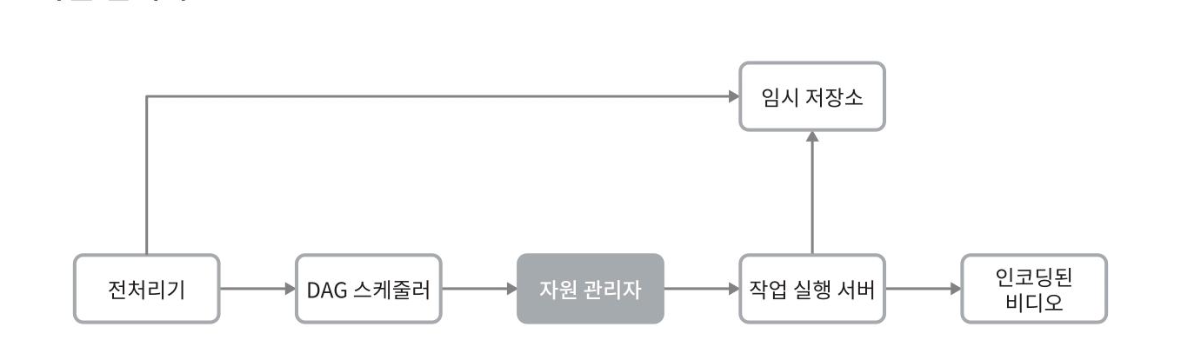 임시 저장소
전처리기
DAG 스케줄러
자원 관리자
작업 실행 서버
인코딩된
비디오